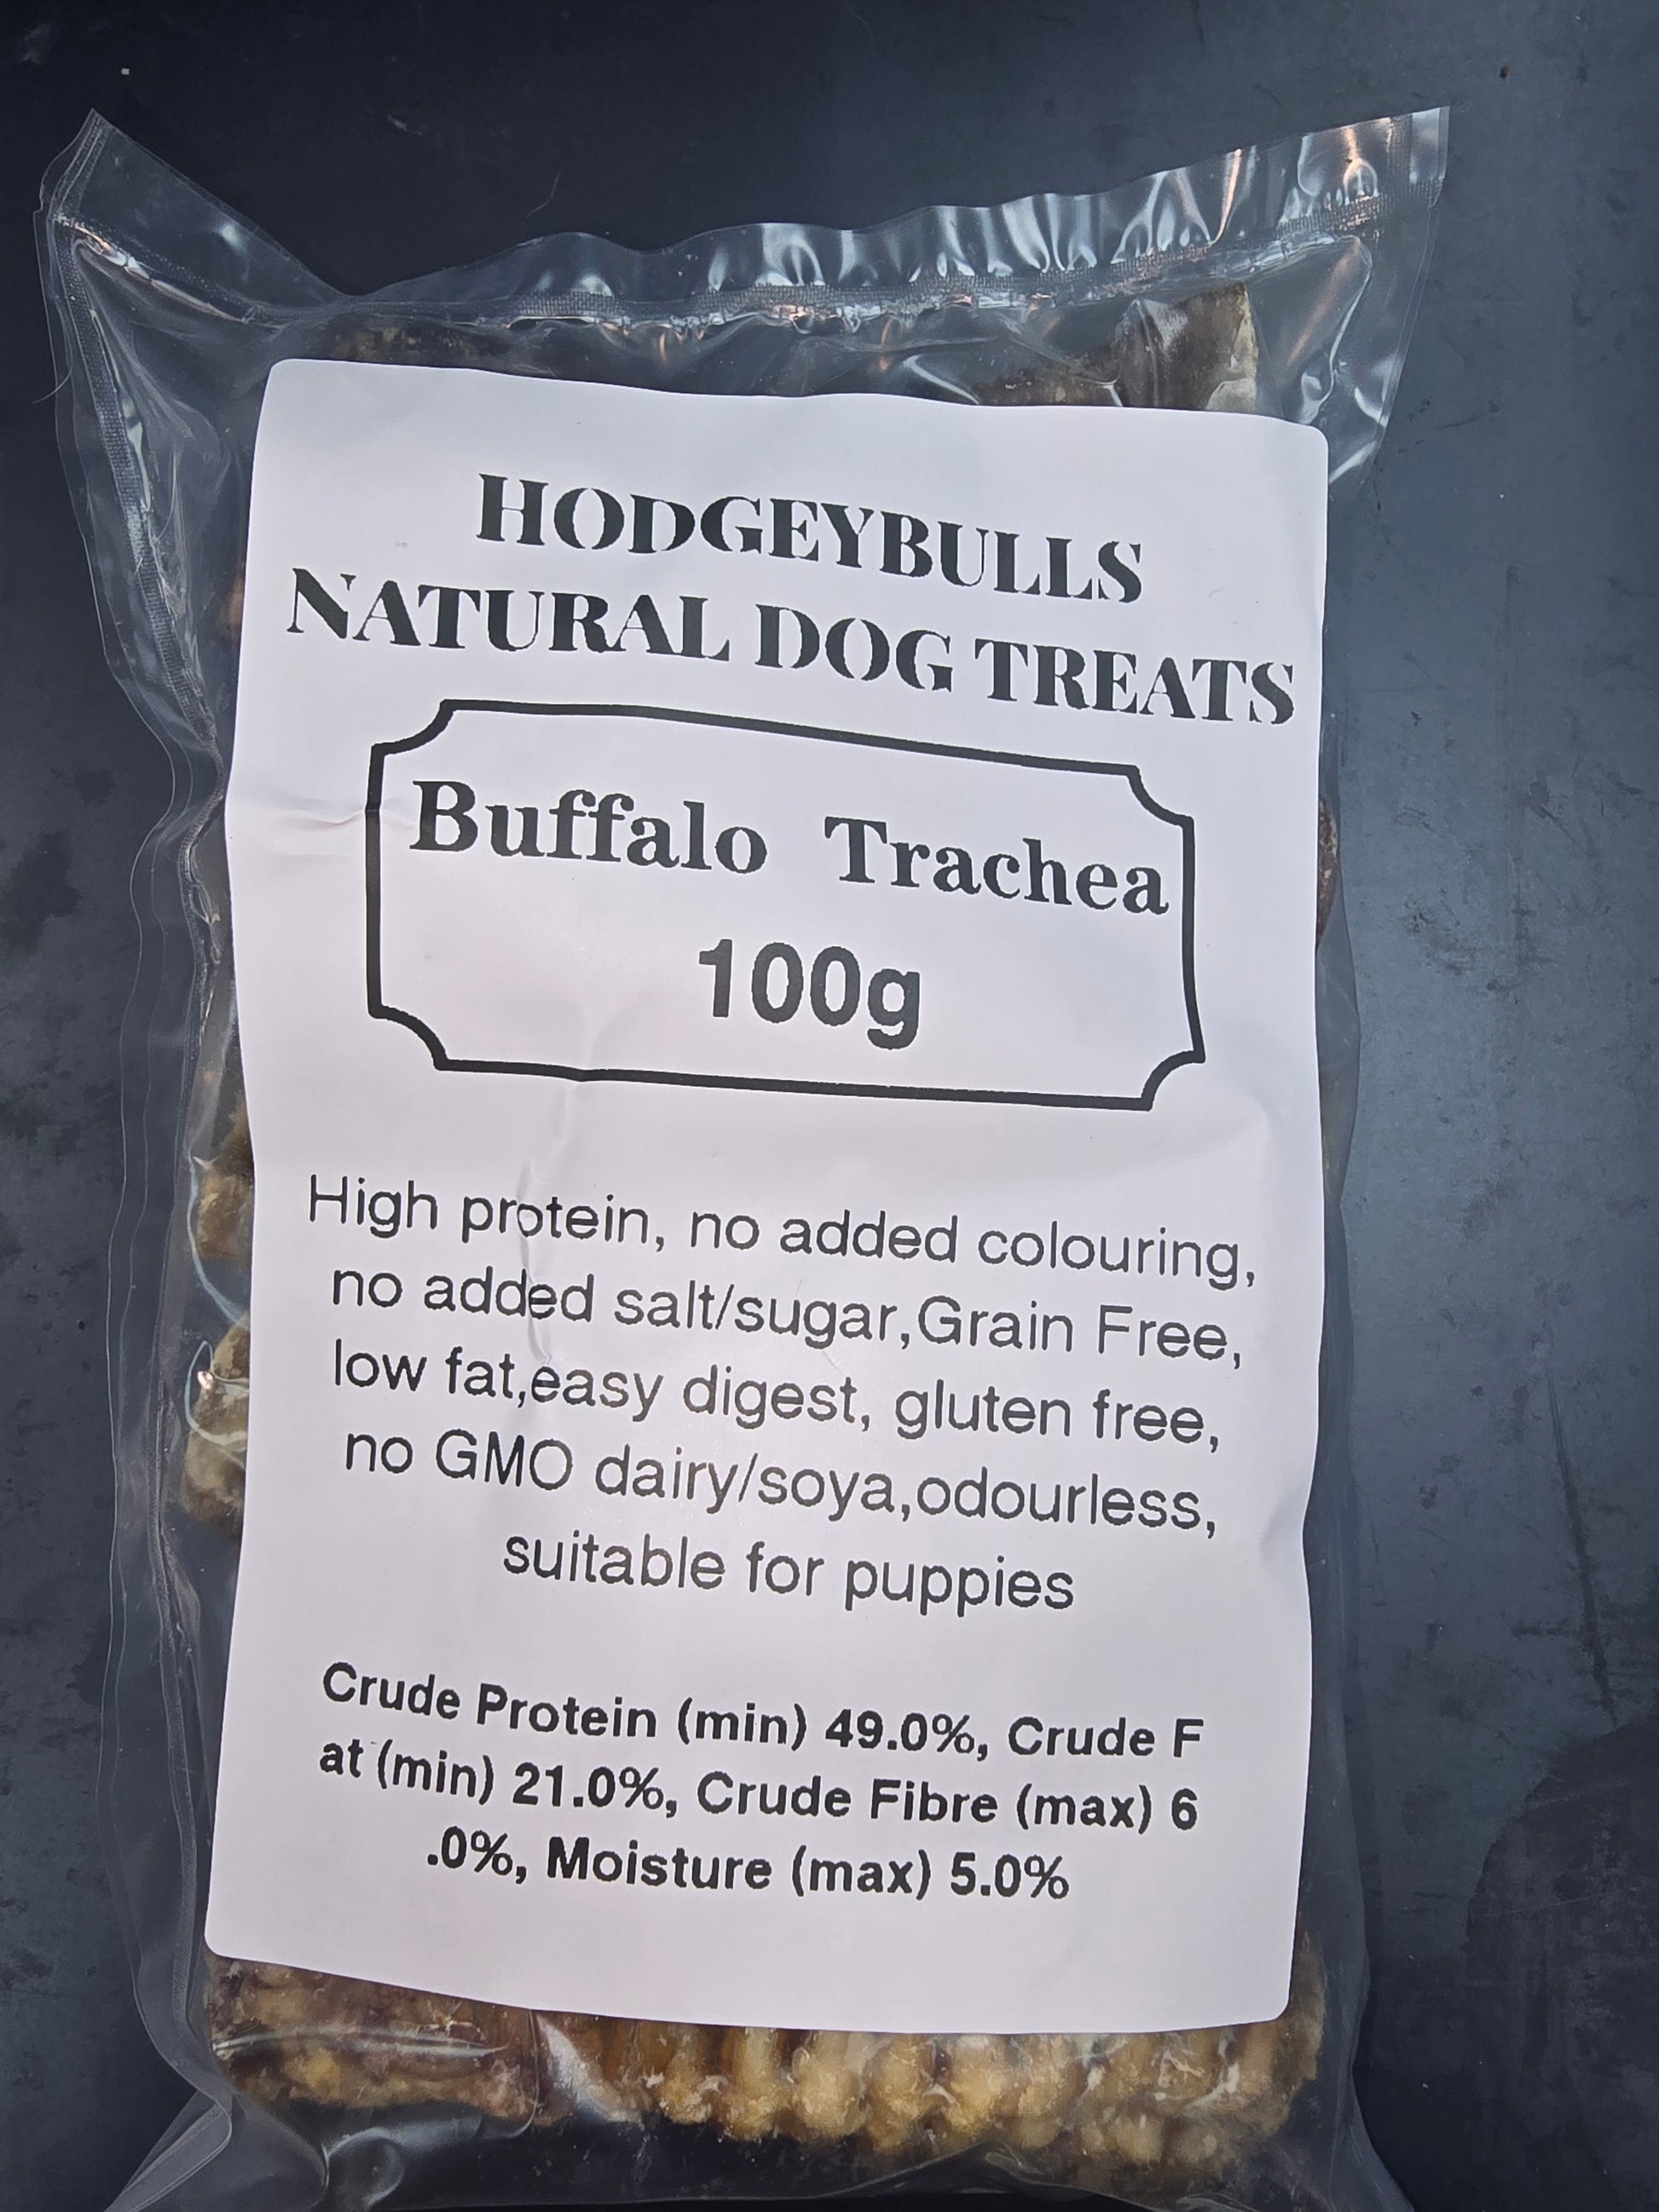 HODGEYBULLS
NATURAL DOG TREATS
Buffalo Trachea
100g
High protein, no added colouring,
no added salt/sugar,Grain Free,
low fat,easy digest, gluten free,
no GMO dairy/soya,odourless,
suitable for puppies
Crude Protein (min) 49.0%, Crude F
at (min) 21.0%, Crude Fibre (max) 6
.0%, Moisture (max) 5.0%